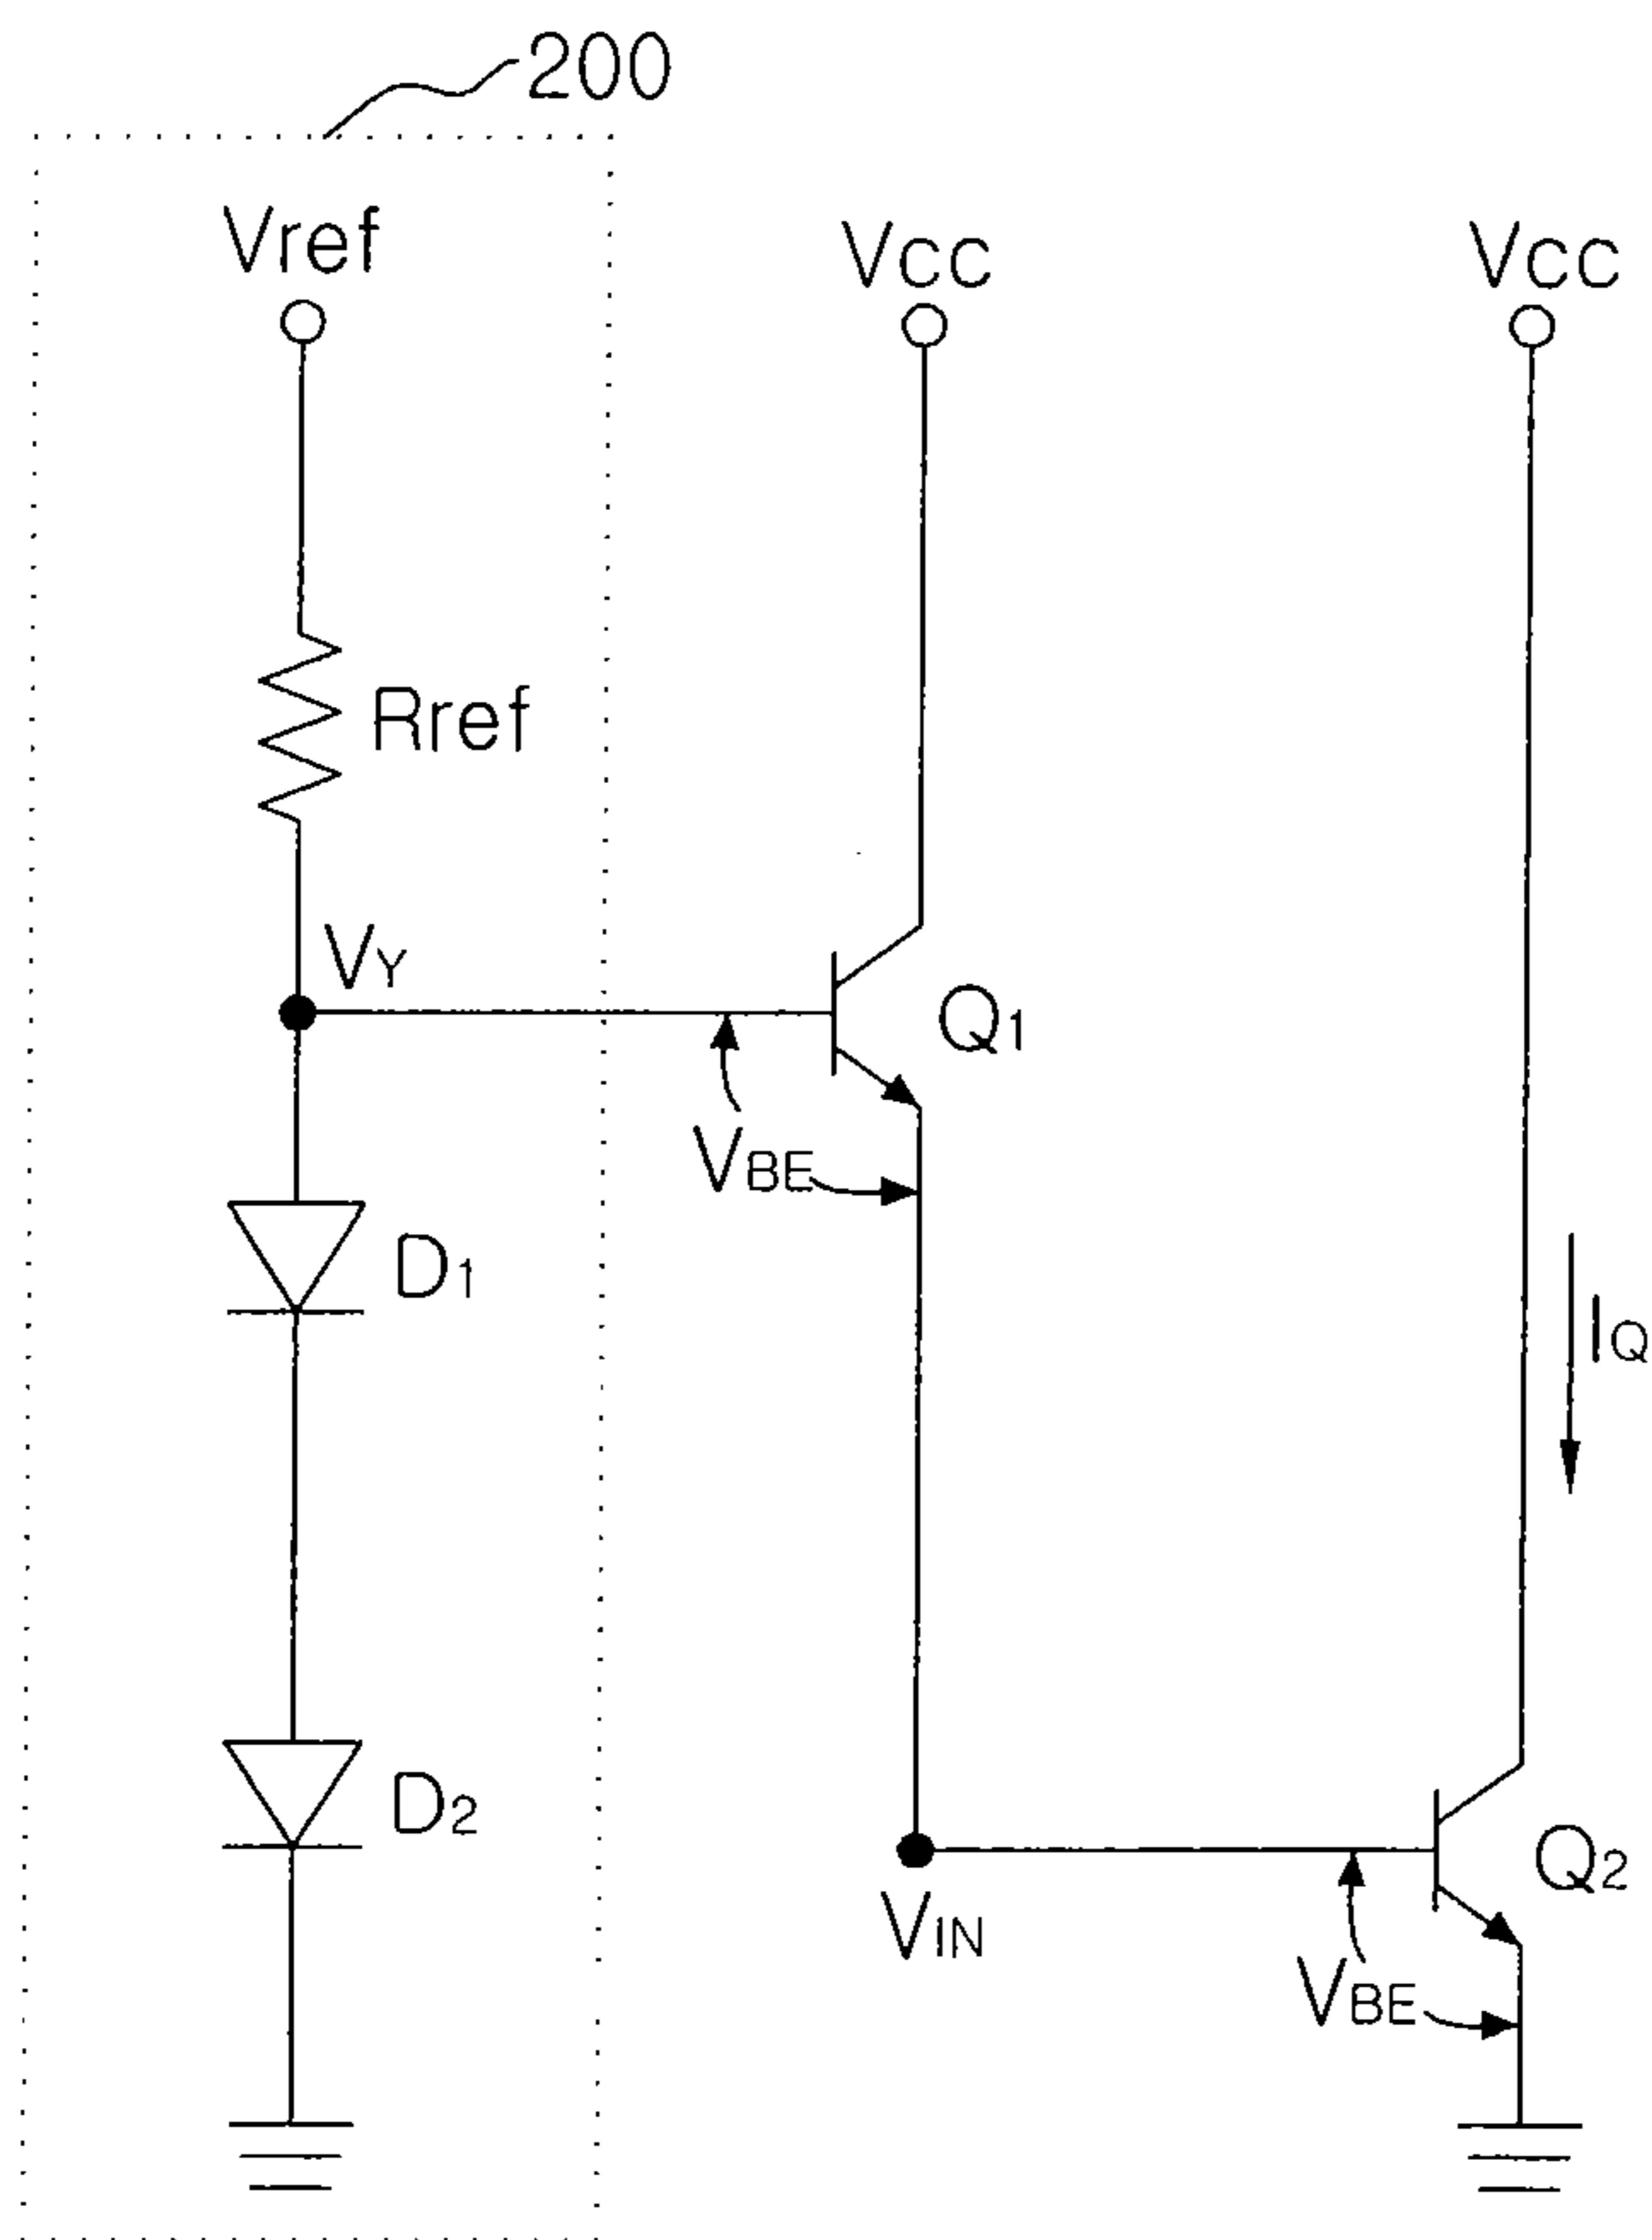 200
Vref
VCC
VCC
Rref
VY
Q1
VBE
D1
IQ
D2
Q2
VIN
VBE